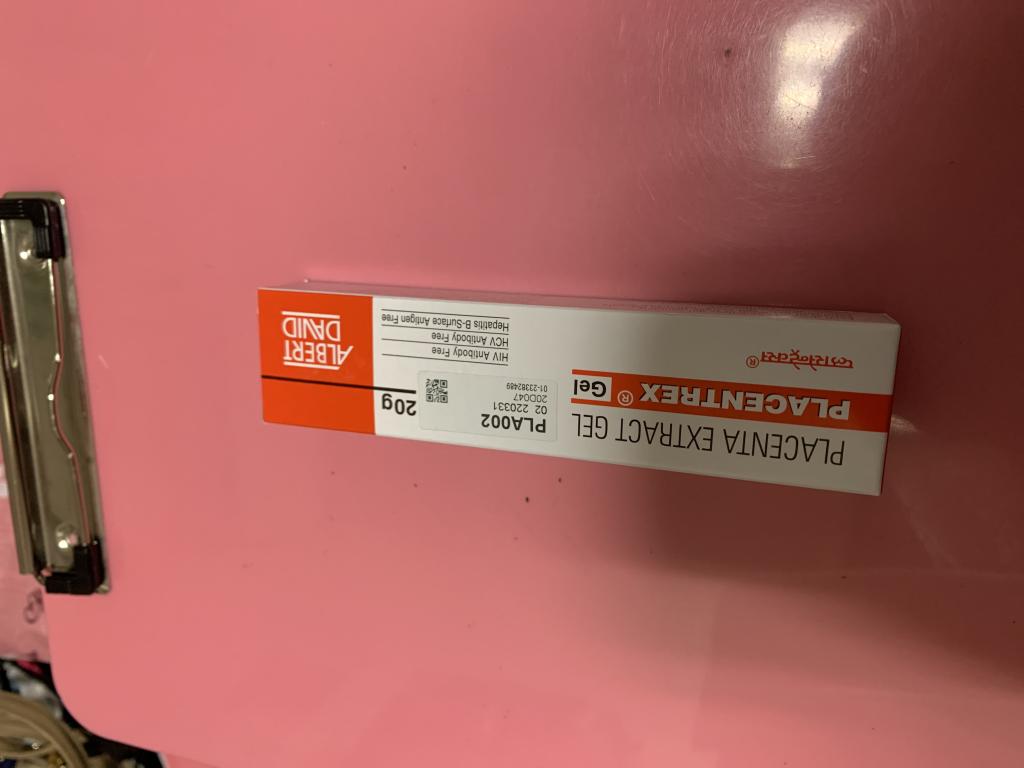 PLACENTA EXTRACT GEL
PLACENTREX ® Gel
प्लासेन्ट्रेक्स®
PLA002
02 220331
20D047
01-23382489
HIV Antibody Free
HCV Antibody Free
Hepatitis B-Surface Antigen Free
20g
ALBERT
DAVID